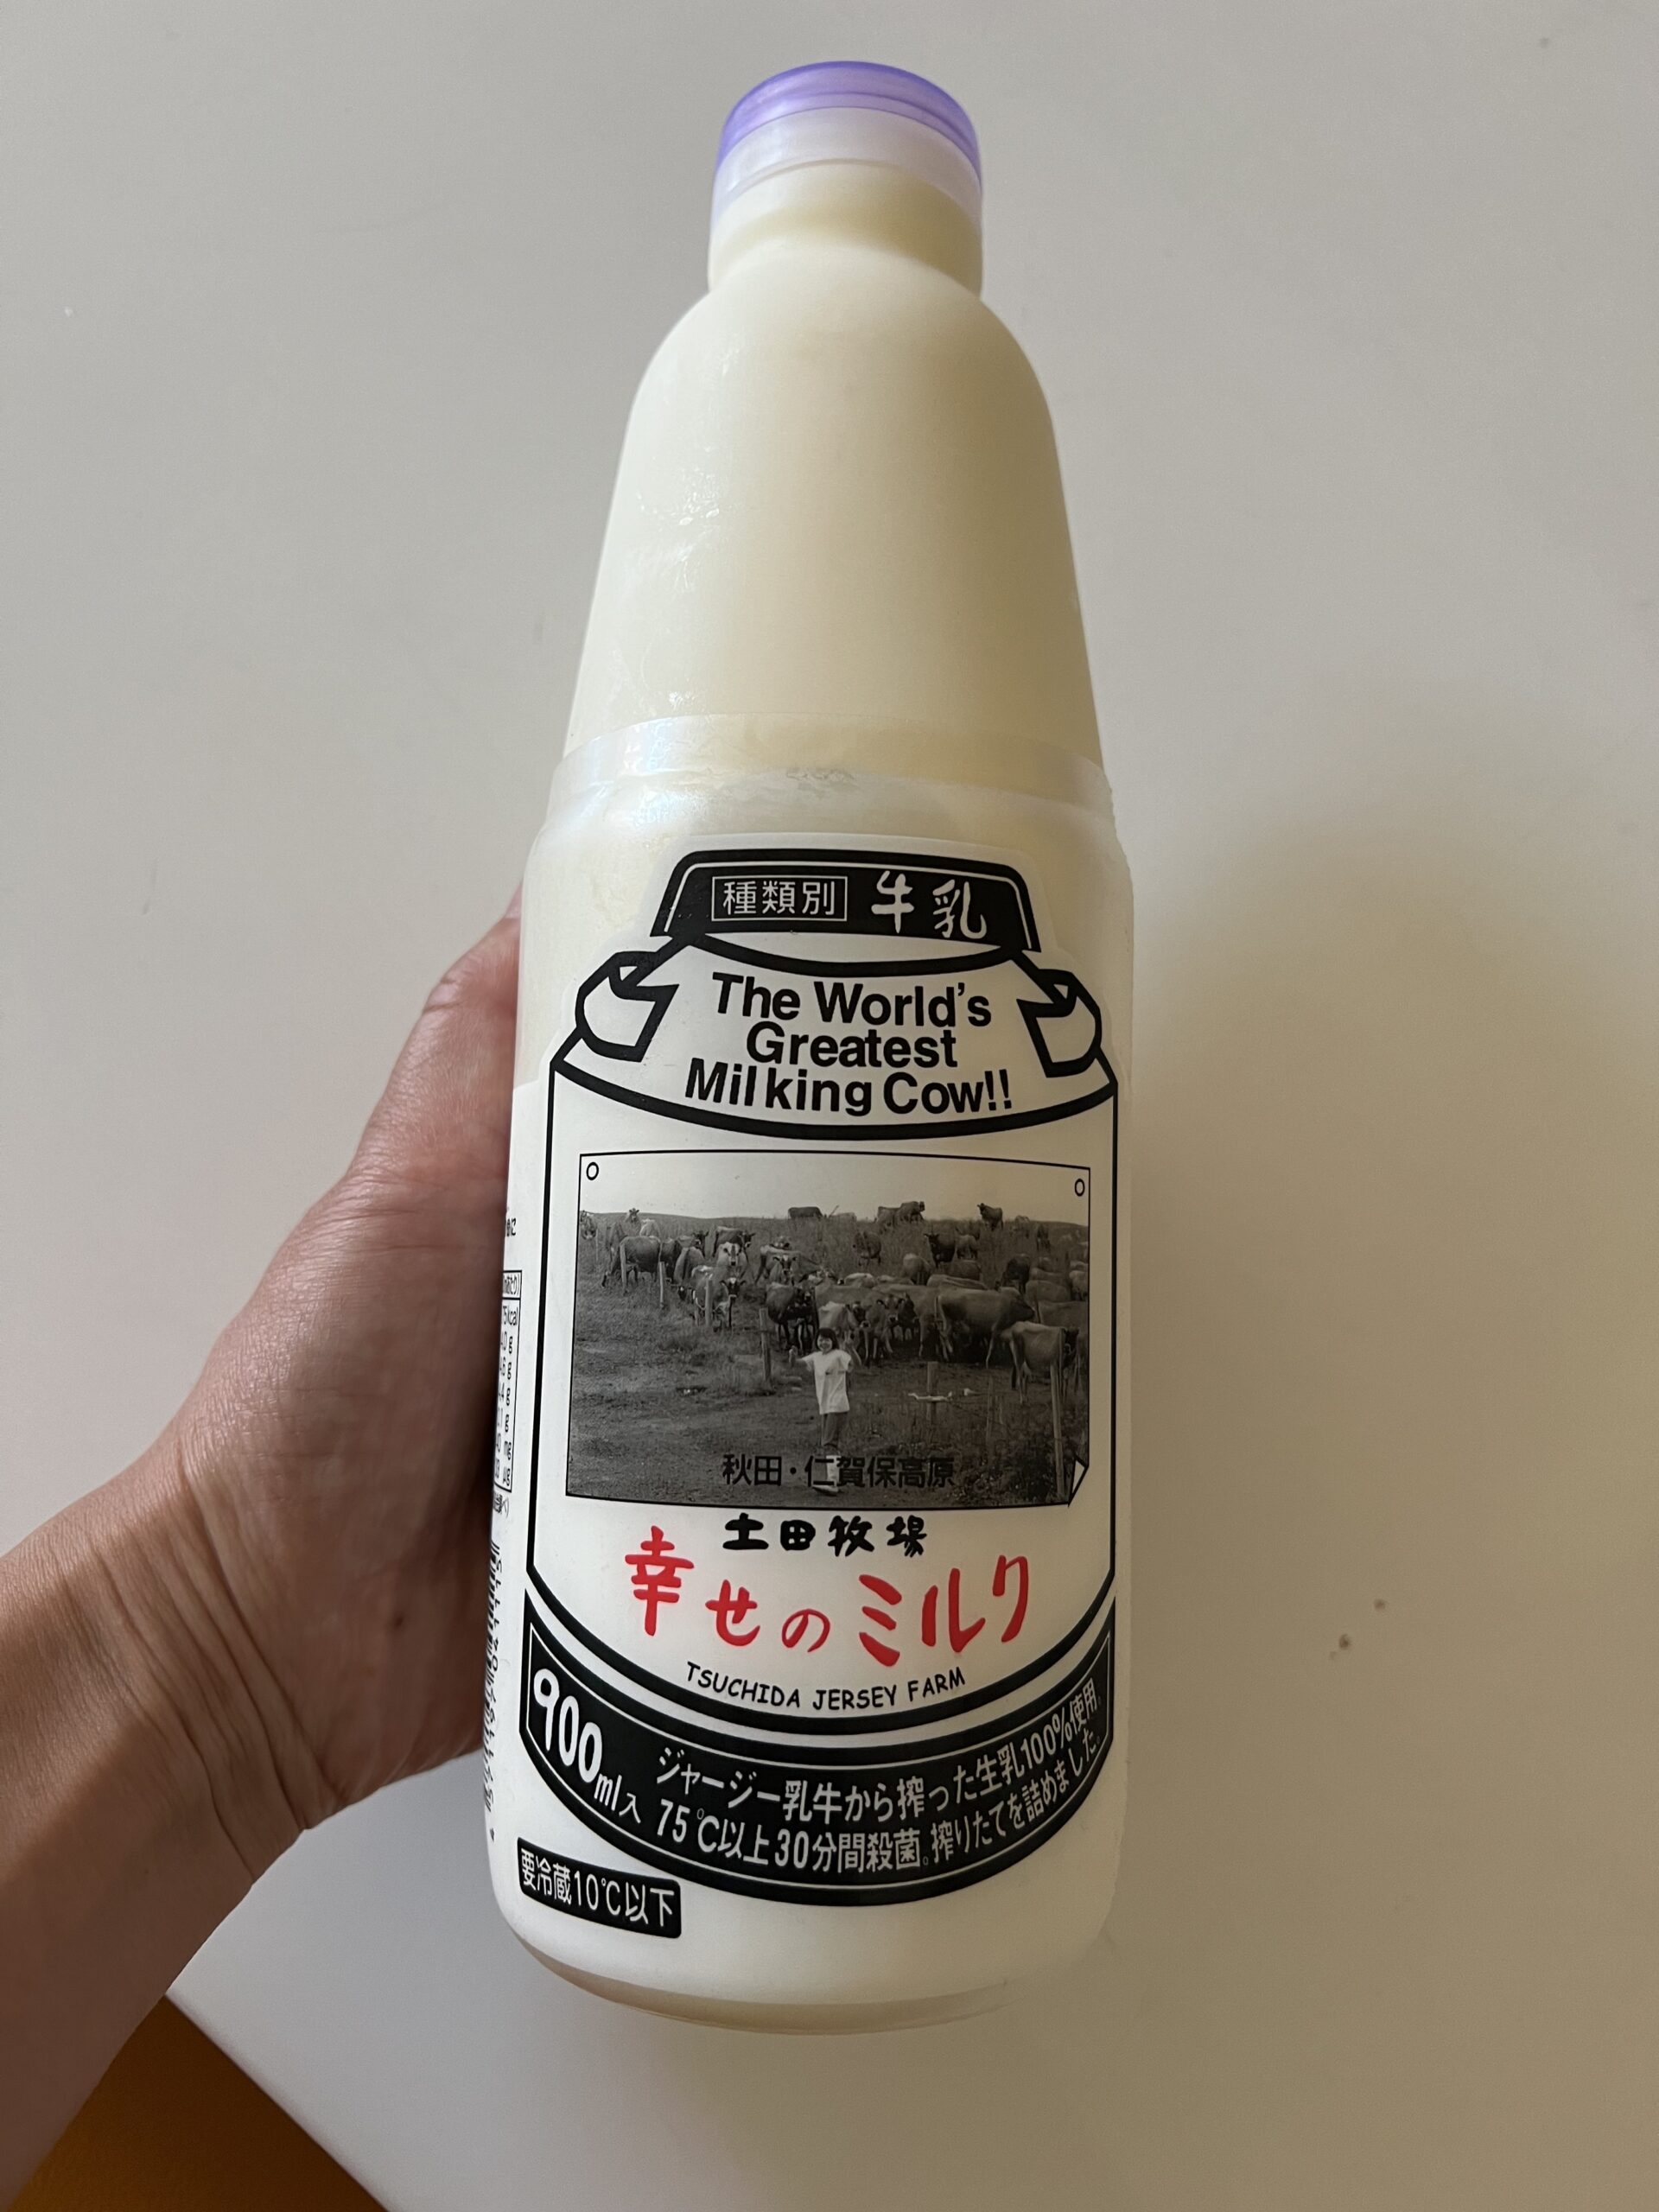 種類別 牛乳
The World's
Greatest
Milking Cow!!
秋田・仁賀保高原
土田牧場
幸せのミルク
TSUCHIDA JERSEY FARM
900ml入
ジャージー乳牛から搾った生乳100%使用。
75℃以上30分間殺菌。搾りたてを詰めました。
要冷蔵10℃以下